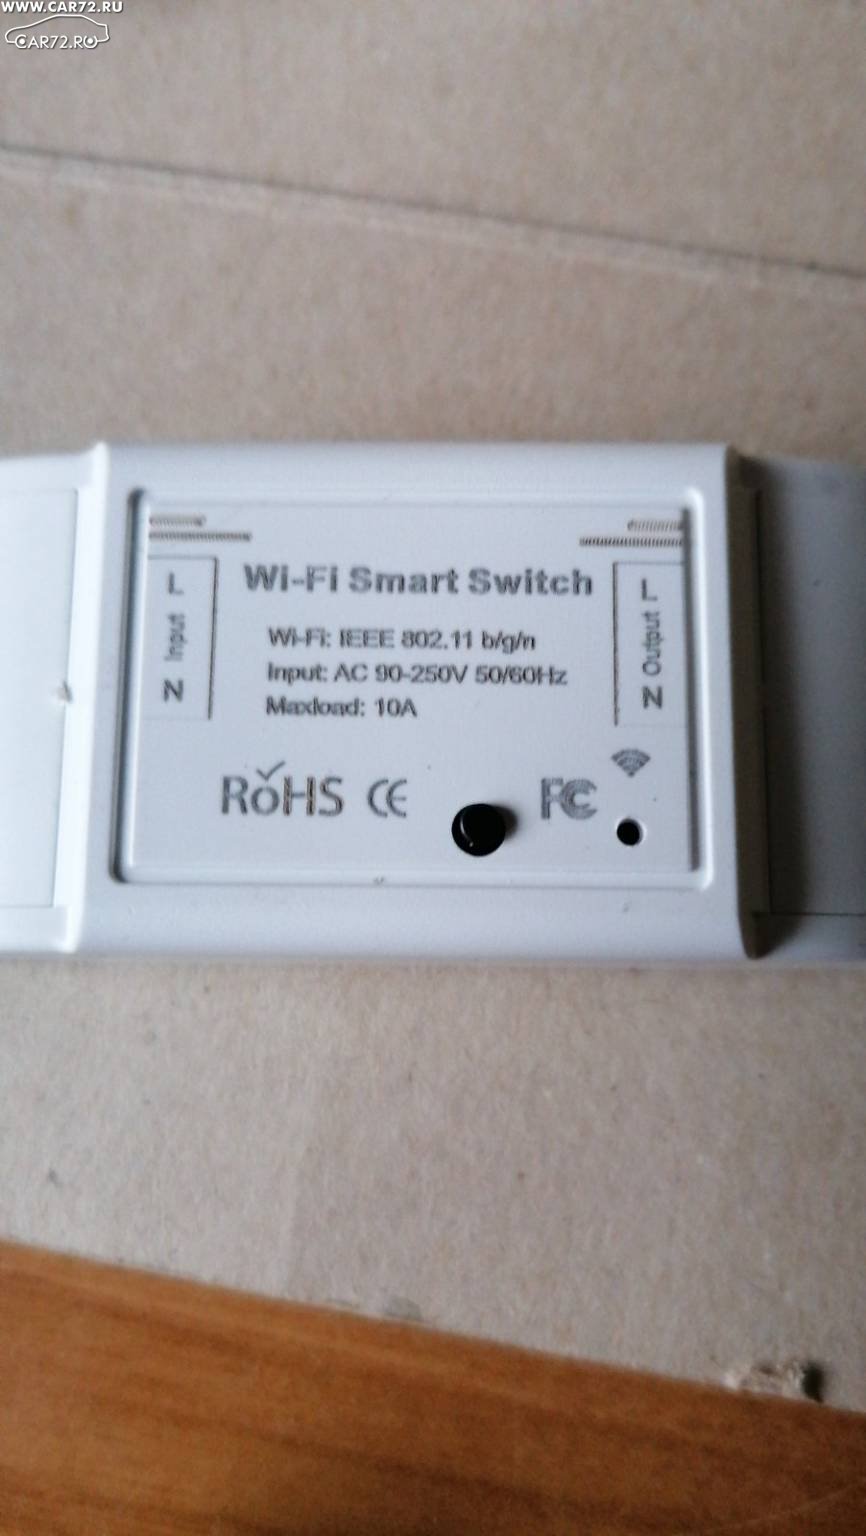 WWW.CAR72.RU
CAR72.RU
Wi-Fi Smart Switch
L
Input
N
Wi-Fi: IEEE 802.11 b/g/n
Input: AC 90-250V 50/60Hz
Maxload: 10A
L
Output
N
RoHS CE FC